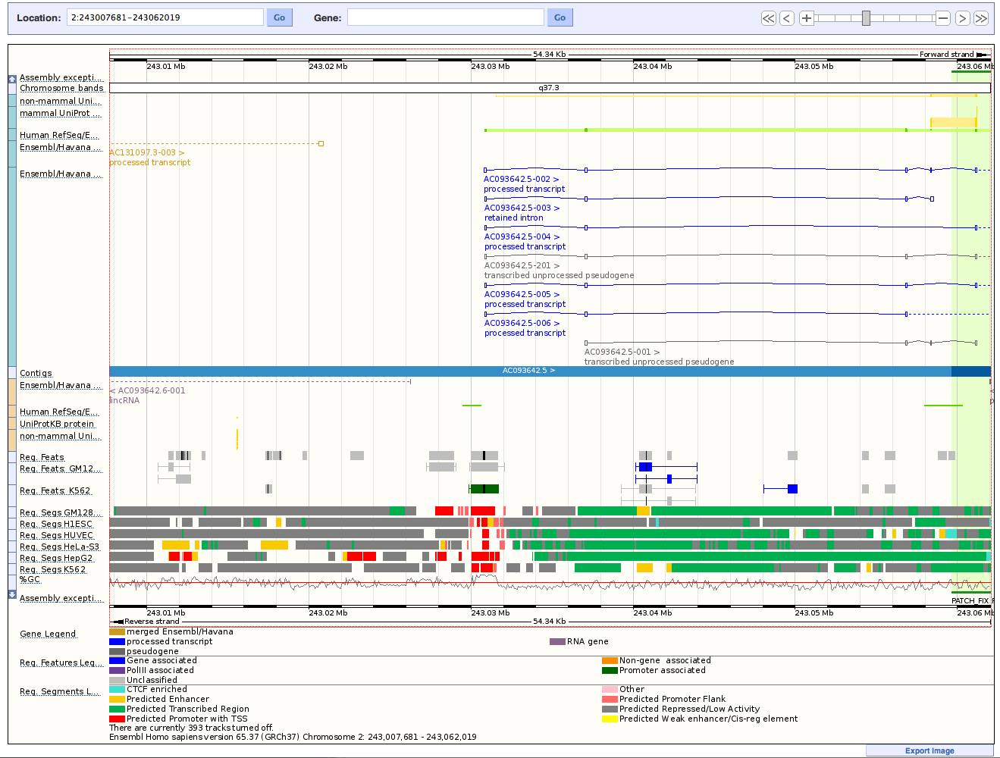 Location: 2:243007681-243062019 Go Gene: Go
54.34 Kb Forward strand
243.01 Mb 243.02 Mb 243.03 Mb 243.04 Mb 243.05 Mb 243.06 Mb
Assembly excepti...
Chromosome bands q37.3
non-mammal Uni...
mammal UniProt ...
Human RefSeq/E...
Ensembl/Havana ...
AC131097.3-003 >
processed transcript
Ensembl/Havana ...
AC093642.5-002 >
processed transcript
AC093642.5-003 >
retained intron
AC093642.5-004 >
processed transcript
AC093642.5-201 >
transcribed unprocessed pseudogene
AC093642.5-005 >
processed transcript
AC093642.5-006 >
processed transcript
AC093642.5-001 >
transcribed unprocessed pseudogene
Contigs AC093642.5 >
Ensembl/Havana ...
< AC093642.6-001 <
lincRNA p
Human RefSeq/E...
UniProtKB protein
non-mammal Uni...
Reg. Feats
Reg. Feats: GM12...
Reg. Feats: K562
Reg. Segs GM128...
Reg. Segs H1ESC
Reg. Segs HUVEC
Reg. Segs HeLa-S3
Reg. Segs HepG2
Reg. Segs K562
%GC
Assembly excepti... PATCH_FIX
243.01 Mb 243.02 Mb 243.03 Mb 243.04 Mb 243.05 Mb 243.06 Mb
Reverse strand 54.34 Kb
Gene Legend merged Ensembl/Havana
processed transcript RNA gene
pseudogene
Reg. Features Leg... Gene associated Non-gene associated
PolIII associated Promoter associated
Unclassified
Reg. Segments L... CTCF enriched Other
Predicted Enhancer Predicted Promoter Flank
Predicted Transcribed Region Predicted Repressed/Low Activity
Predicted Promoter with TSS Predicted Weak enhancer/Cis-reg element
There are currently 393 tracks turned off.
Ensembl Homo sapiens version 65.37 (GRCh37) Chromosome 2: 243,007,681 - 243,062,019
Export Image